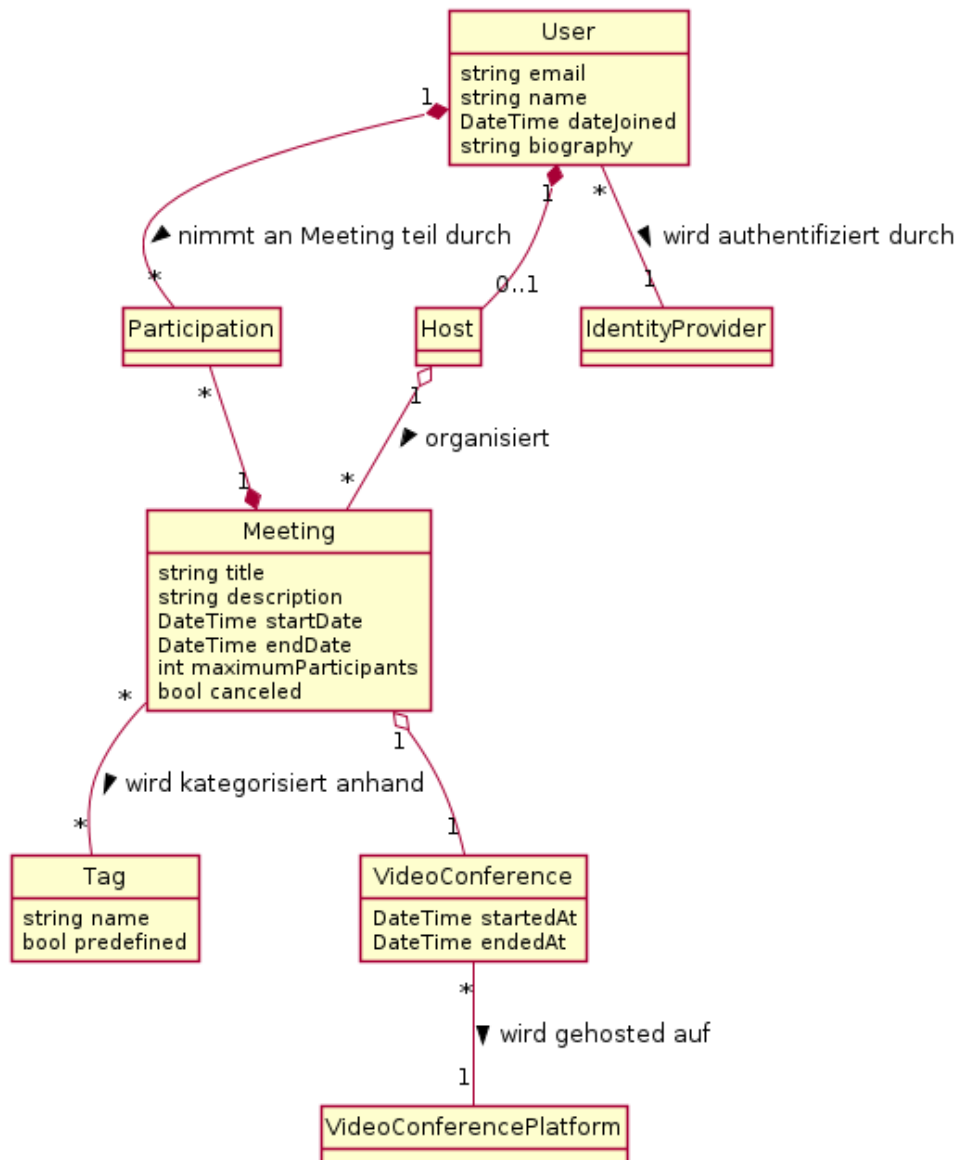 User
string email
string name
DateTime dateJoined
string biography
1
1
*
nimmt an Meeting teil durch
wird authentifiziert durch
*
0..1
1
Participation
Host
IdentityProvider
*
1
organisiert
1
*
Meeting
string title
string description
DateTime startDate
DateTime endDate
int maximumParticipants
bool canceled
*
1
wird kategorisiert anhand
*
1
Tag
string name
bool predefined
VideoConference
DateTime startedAt
DateTime endedAt
*
wird gehosted auf
1
VideoConferencePlatform